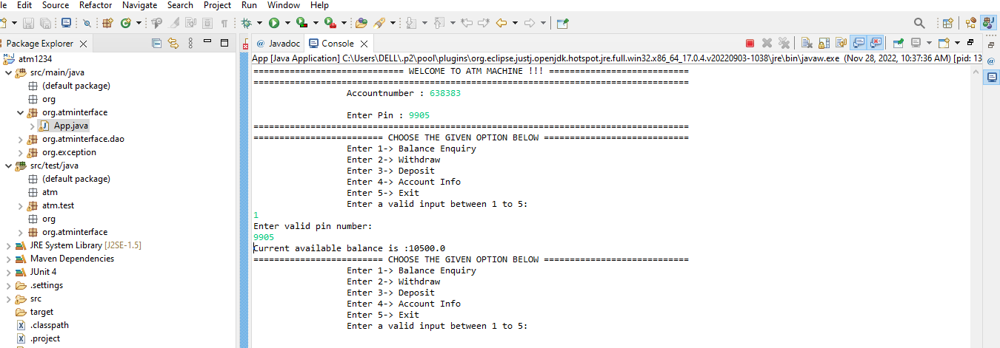 le Edit Source Refactor Navigate Search Project Run Window Help
Package Explorer
atm1234
src/main/java
(default package)
org
org.atminterface
App.java
org.atminterface.dao
org.exception
src/test/java
(default package)
atm
atm.test
org
org.atminterface
JRE System Library [J2SE-1.5]
Maven Dependencies
JUnit 4
.settings
src
target
.classpath
.project
@ Javadoc Console
App [Java Application] C:\Users\DELL\.p2\pool\plugins\org.eclipse.justj.openjdk.hotspot.jre.full.win32.x86_64_17.0.4.v20220903-1038\jre\bin\javaw.exe (Nov 28, 2022, 10:37:36 AM) [pid: 13
============================= WELCOME TO ATM MACHINE !!! ===========================
====================================================================================
Accountnumber : 638383
Enter Pin : 9905
====================================================================================
========================= CHOOSE THE GIVEN OPTION BELOW ============================
Enter 1-> Balance Enquiry
Enter 2-> Withdraw
Enter 3-> Deposit
Enter 4-> Account Info
Enter 5-> Exit
Enter a valid input between 1 to 5:
1
Enter valid pin number:
9905
Current available balance is :10500.0
========================= CHOOSE THE GIVEN OPTION BELOW ============================
Enter 1-> Balance Enquiry
Enter 2-> Withdraw
Enter 3-> Deposit
Enter 4-> Account Info
Enter 5-> Exit
Enter a valid input between 1 to 5: